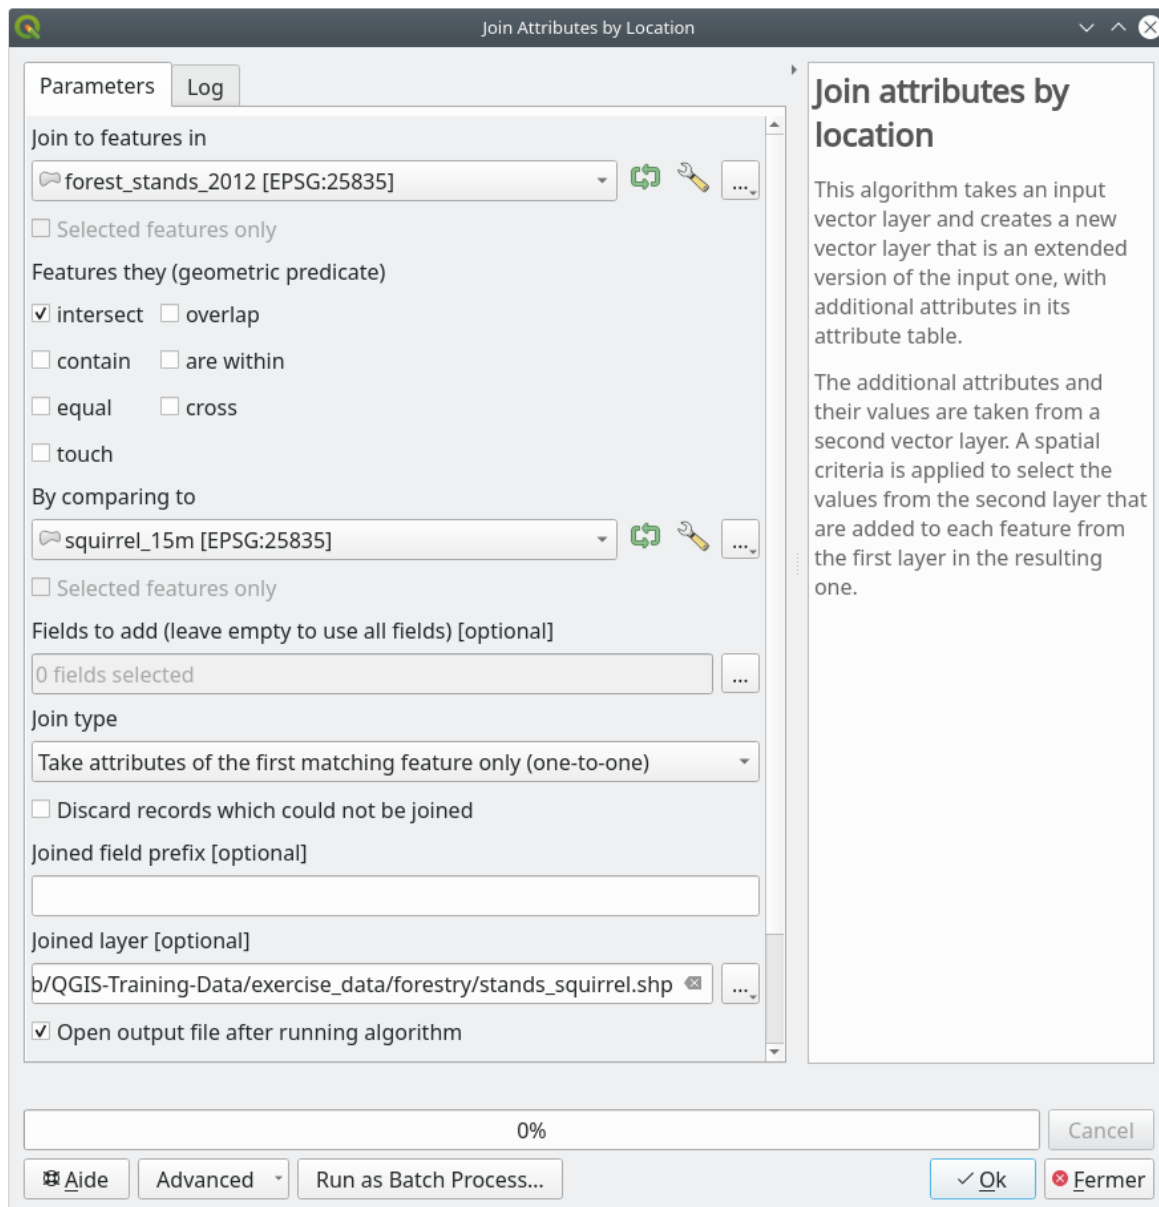 Join Attributes by Location
Parameters
Log
Join to features in
forest_stands_2012 [EPSG:25835]
...
Selected features only
Features they (geometric predicate)
intersect
overlap
contain
are within
equal
cross
touch
By comparing to
squirrel_15m [EPSG:25835]
...
Selected features only
Fields to add (leave empty to use all fields) [optional]
0 fields selected
...
Join type
Take attributes of the first matching feature only (one-to-one)
Discard records which could not be joined
Joined field prefix [optional]
Joined layer [optional]
b/QGIS-Training-Data/exercise_data/forestry/stands_squirrel.shp
...
Open output file after running algorithm
Join attributes by
location
This algorithm takes an input
vector layer and creates a new
vector layer that is an extended
version of the input one, with
additional attributes in its
attribute table.
The additional attributes and
their values are taken from a
second vector layer. A spatial
criteria is applied to select the
values from the second layer that
are added to each feature from
the first layer in the resulting
one.
0%
Cancel
Aide
Advanced
Run as Batch Process...
Ok
Fermer